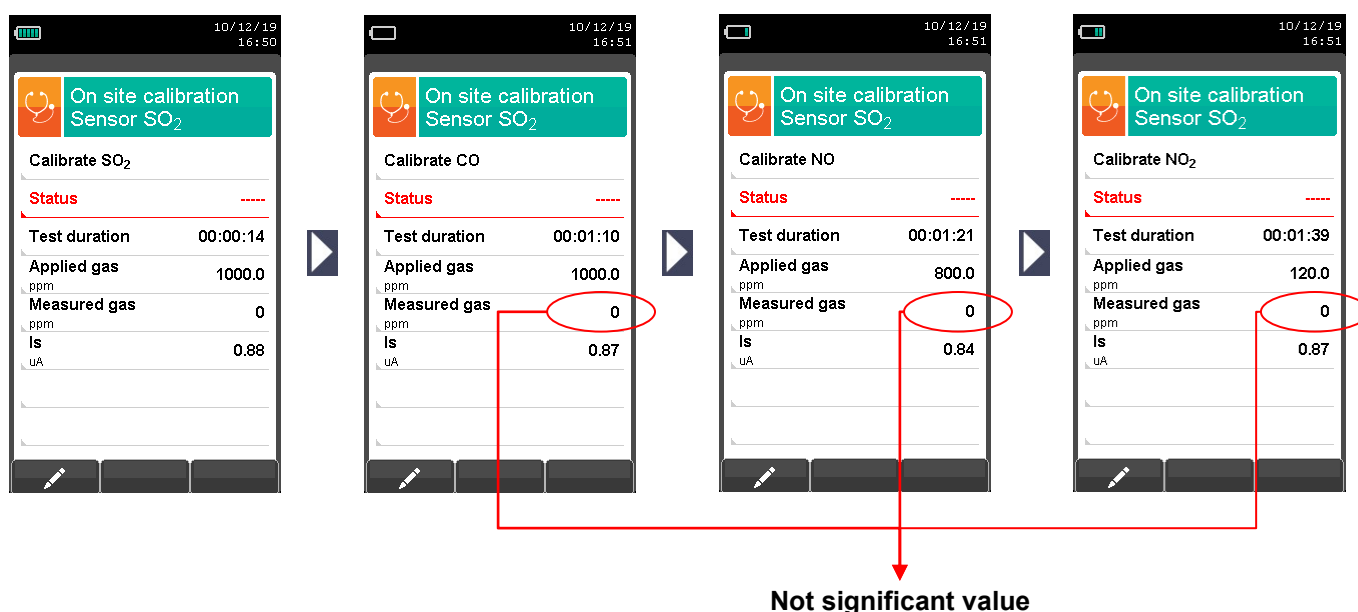 10/12/19
16:50
On site calibration
Sensor SO₂
Calibrate SO₂
Status -----
Test duration 00:00:14
Applied gas 1000.0
ppm
Measured gas 0
ppm
Is 0.88
uA
10/12/19
16:51
On site calibration
Sensor SO₂
Calibrate CO
Status -----
Test duration 00:01:10
Applied gas 1000.0
ppm
Measured gas 0
ppm
Is 0.87
uA
10/12/19
16:51
On site calibration
Sensor SO₂
Calibrate NO
Status -----
Test duration 00:01:21
Applied gas 800.0
ppm
Measured gas 0
ppm
Is 0.84
uA
10/12/19
16:51
On site calibration
Sensor SO₂
Calibrate NO₂
Status -----
Test duration 00:01:39
Applied gas 120.0
ppm
Measured gas 0
ppm
Is 0.87
uA
Not significant value